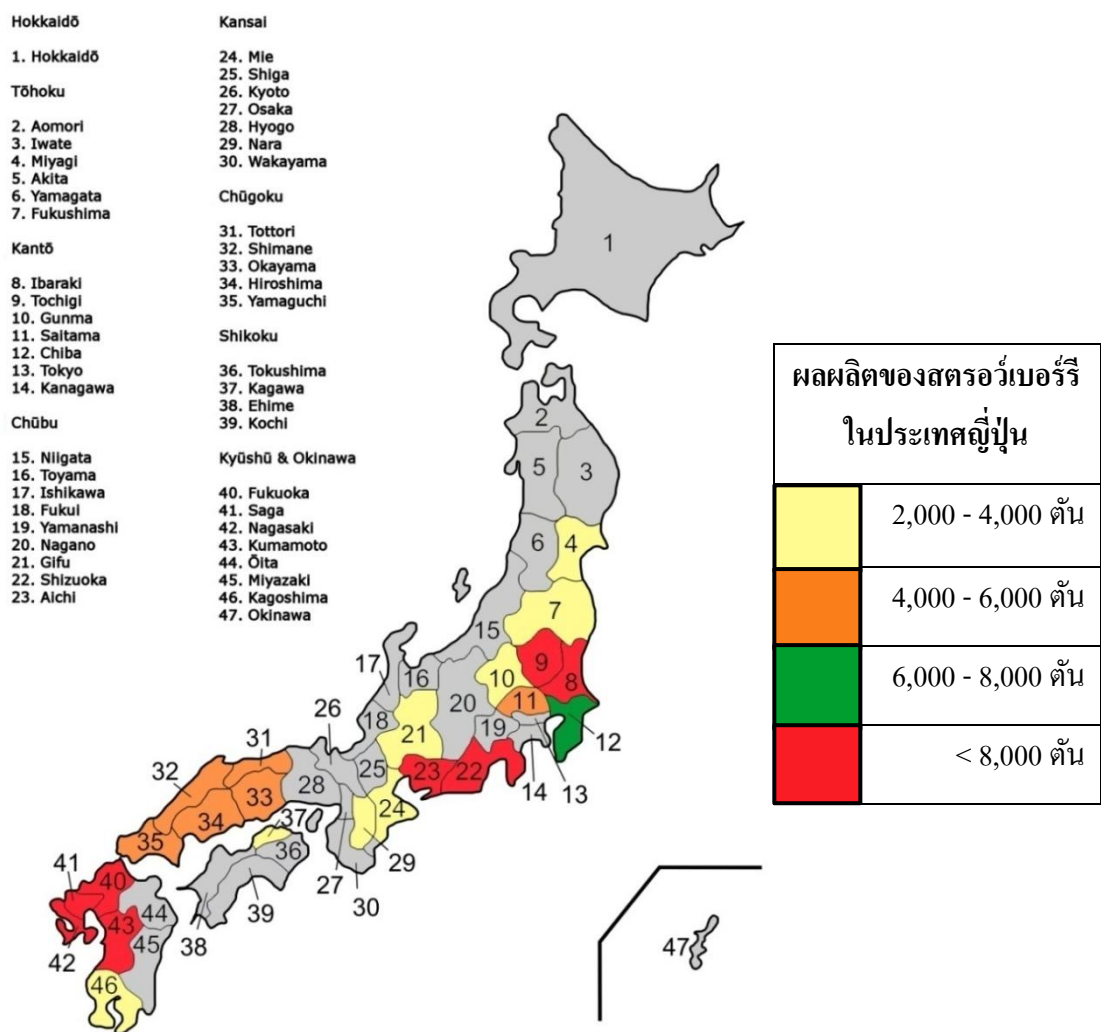 Hokkaidō
1. Hokkaidō
Tōhoku
2. Aomori
3. Iwate
4. Miyagi
5. Akita
6. Yamagata
7. Fukushima
Kantō
8. Ibaraki
9. Tochigi
10. Gunma
11. Saitama
12. Chiba
13. Tokyo
14. Kanagawa
Chūbu
15. Niigata
16. Toyama
17. Ishikawa
18. Fukui
19. Yamanashi
20. Nagano
21. Gifu
22. Shizuoka
23. Aichi
Kansai
24. Mie
25. Shiga
26. Kyoto
27. Osaka
28. Hyogo
29. Nara
30. Wakayama
Chūgoku
31. Tottori
32. Shimane
33. Okayama
34. Hiroshima
35. Yamaguchi
Shikoku
36. Tokushima
37. Kagawa
38. Ehime
39. Kochi
Kyūshū & Okinawa
40. Fukuoka
41. Saga
42. Nagasaki
43. Kumamoto
44. Ōita
45. Miyazaki
46. Kagoshima
47. Okinawa
1
2
5
3
6
4
7
15
17
16
10
9
8
20
11
26
18
21
19
12
31
25
23
22
14
13
32
28
33
24
34
37
35
36
29
41
40
27
30
39
44
43
38
42
45
47
46
ผลผลิตของสตรอว์เบอร์รี
ในประเทศญี่ปุ่น
2,000 - 4,000 ตัน
4,000 - 6,000 ตัน
6,000 - 8,000 ตัน
< 8,000 ตัน